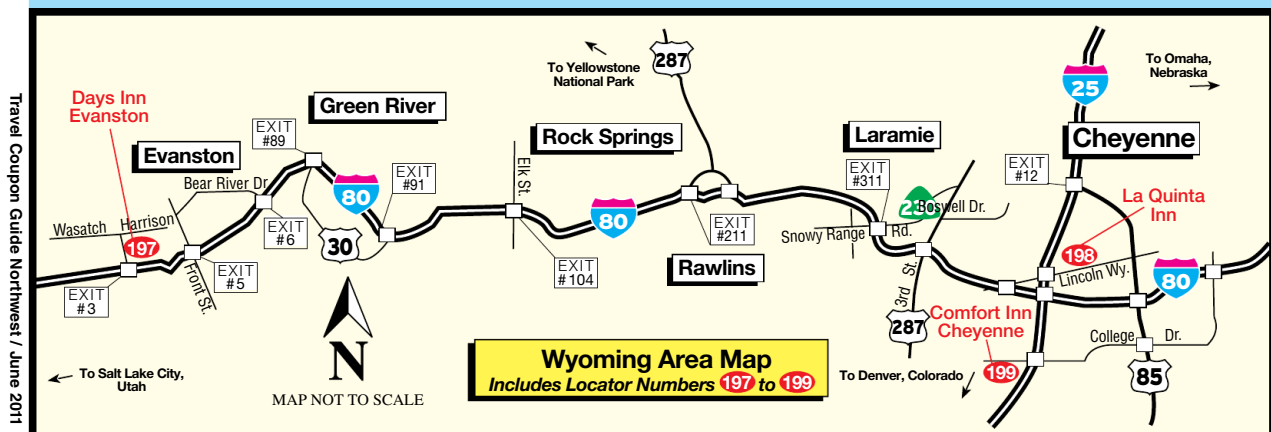 Travel Coupon Guide Northwest / June 2011
Days Inn
Evanston
Evanston
Green River
EXIT
#89
Bear River Dr.
Wasatch
Harrison
197
EXIT
#3
Front St.
EXIT
#5
EXIT
#6
80
30
EXIT
#91
To Salt Lake City,
Utah
N
MAP NOT TO SCALE
Elk St.
EXIT
#104
Rock Springs
80
To Yellowstone
National Park
287
EXIT
#211
Rawlins
Wyoming Area Map
Includes Locator Numbers 197 to 199
Laramie
EXIT
#311
Boswell Dr.
Snowy Range Rd.
3rd St.
287
To Denver, Colorado
25
To Omaha,
Nebraska
Cheyenne
EXIT
#12
La Quinta
Inn
198
Lincoln Wy.
80
Comfort Inn
Cheyenne
199
College Dr.
85